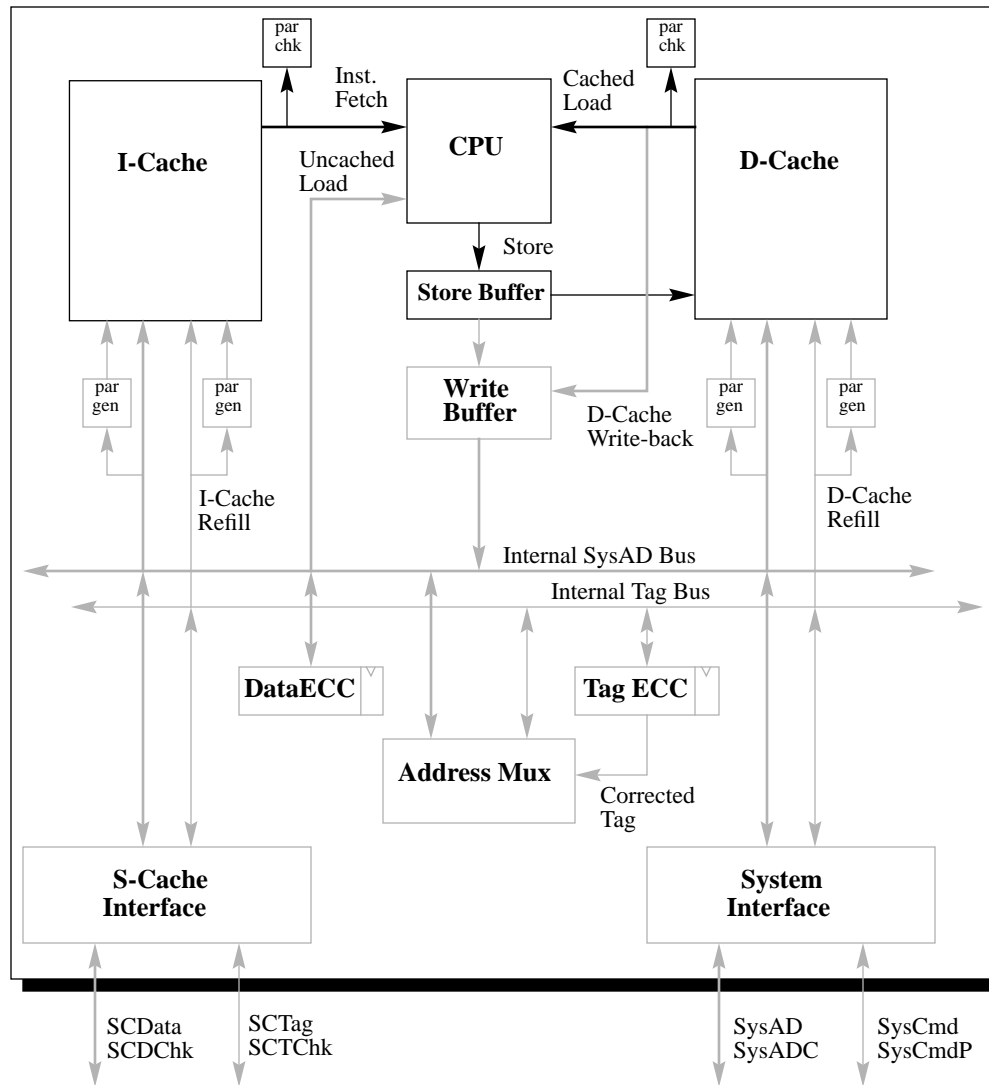 par
chk
par
chk
Inst.
Fetch
Cached
Load
I-Cache
CPU
D-Cache
Uncached
Load
Store
Store Buffer
par
gen
par
gen
Write
Buffer
par
gen
par
gen
D-Cache
Write-back
I-Cache
Refill
D-Cache
Refill
Internal SysAD Bus
Internal Tag Bus
DataECC
Tag ECC
Address Mux
Corrected
Tag
S-Cache
Interface
System
Interface
SCData
SCDChk
SCTag
SCTChk
SysAD
SysADC
SysCmd
SysCmdP